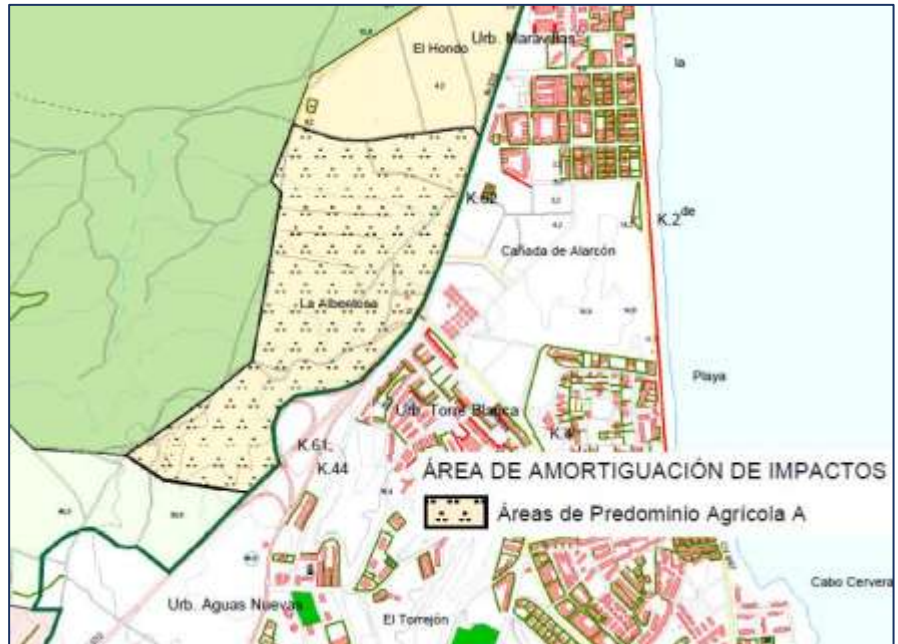 Urb. Maravillas
El Hondo
la
K.62
K.2 de
Cañada de Alarcón
La Albentosa
Playa
Urb. Torre Blanca
K.4
K.61
K.44
ÁREA DE AMORTIGUACIÓN DE IMPACTOS
Áreas de Predominio Agrícola A
Cabo Cervera
Urb. Aguas Nuevas
El Torrejón